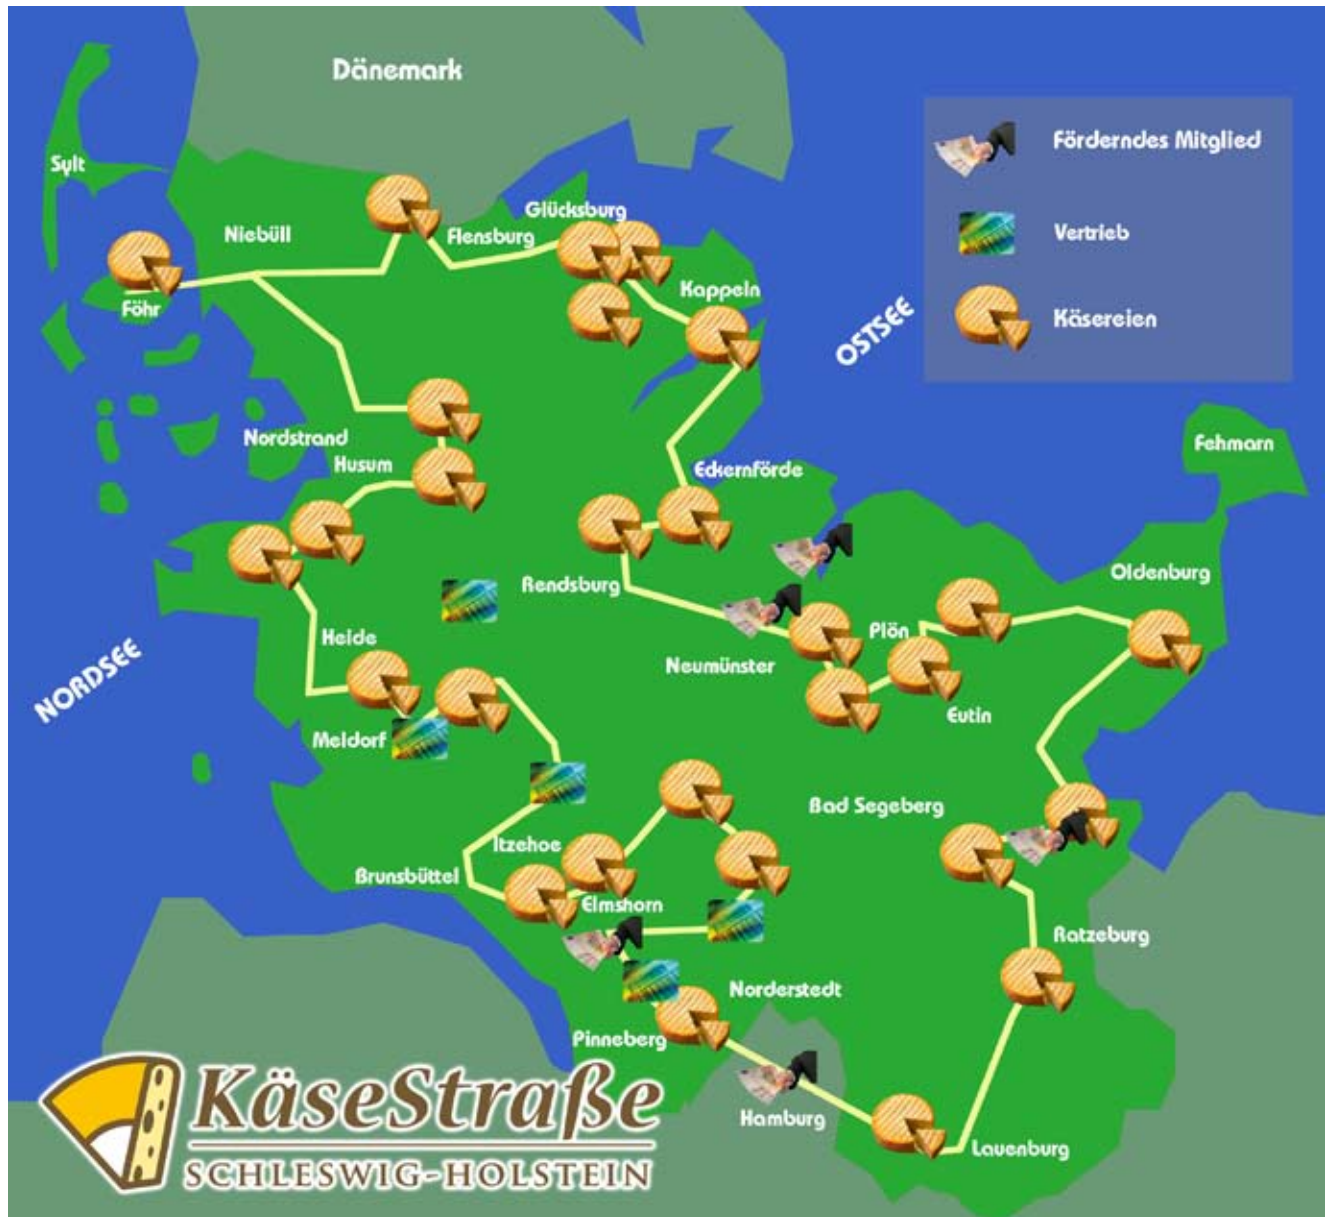 Dänemark
Förderndes Mitglied
Sylt
Glücksburg
Niebüll
Flensburg
Vertrieb
Kappeln
Föhr
OSTSEE
Käsereien
Nordstrand
Fehmarn
Husum
Eckernförde
Rendsburg
Oldenburg
Heide
Plön
NORDSEE
Neumünster
Eutin
Meldorf
Bad Segeberg
Itzehoe
Brunsbüttel
Elmshorn
Ratzeburg
Norderstedt
Pinneberg
KäseStraße
Hamburg
Lauenburg
SCHLESWIG-HOLSTEIN